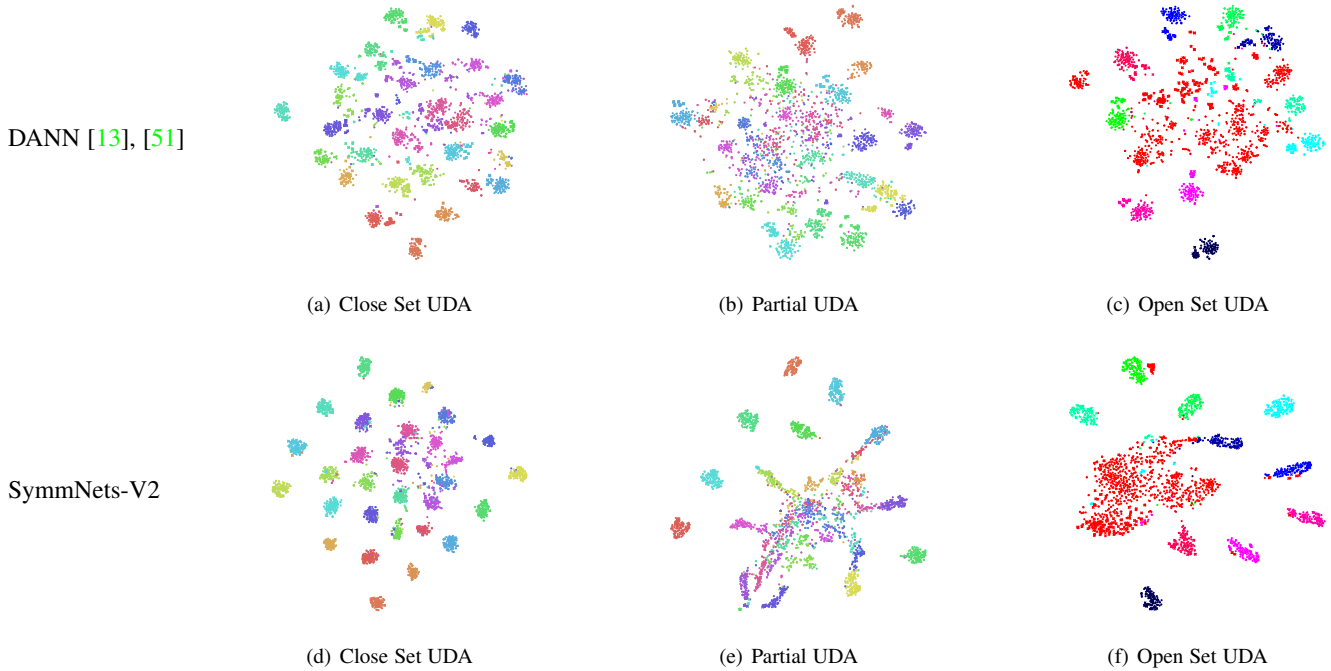 DANN [13], [51]
(a) Close Set UDA
(b) Partial UDA
(c) Open Set UDA
SymmNets-V2
(d) Close Set UDA
(e) Partial UDA
(f) Open Set UDA